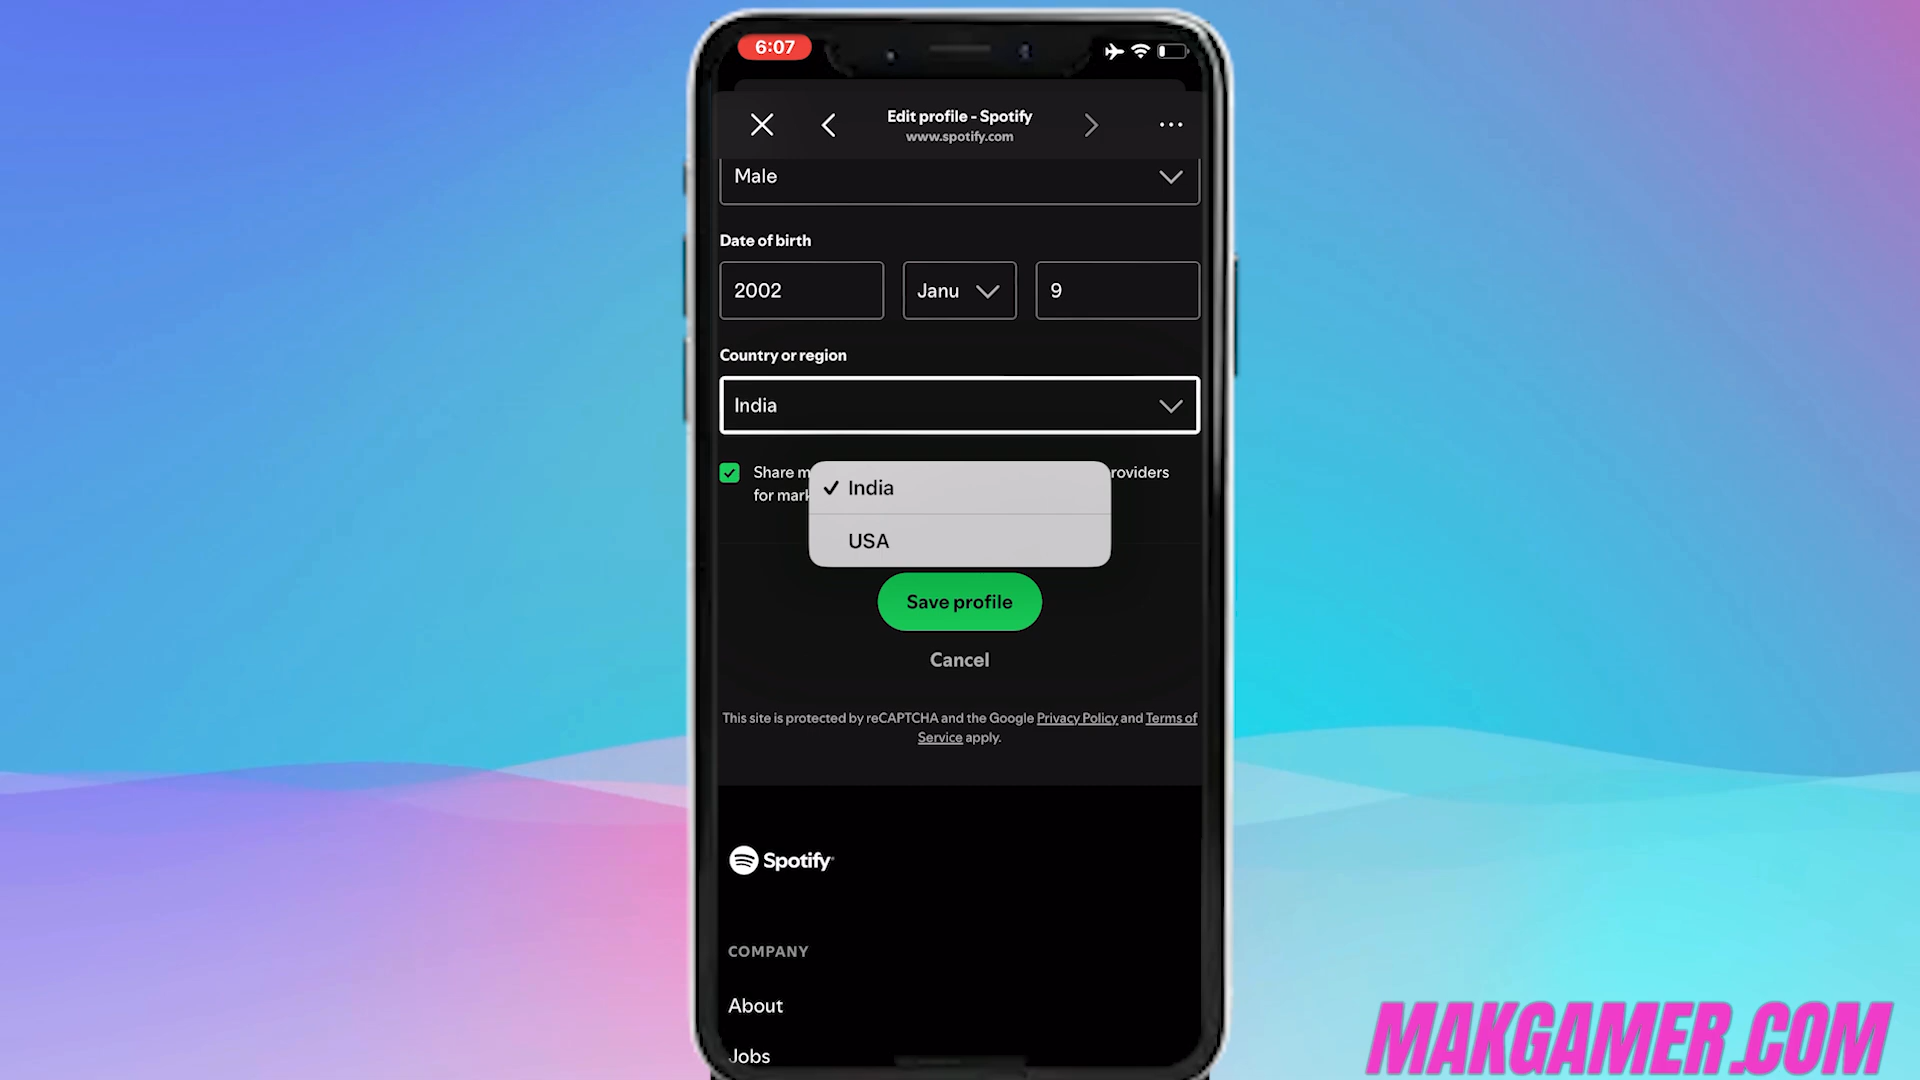 6:07
Edit profile - Spotify
www.spotify.com
Male
Date of birth
2002 Janu 9
Country or region
India
Share m roviders
for mark
India
USA
Save profile
Cancel
This site is protected by reCAPTCHA and the Google Privacy Policy and Terms of
Service apply.
Spotify
COMPANY
About
Jobs
MAKGAMER.COM